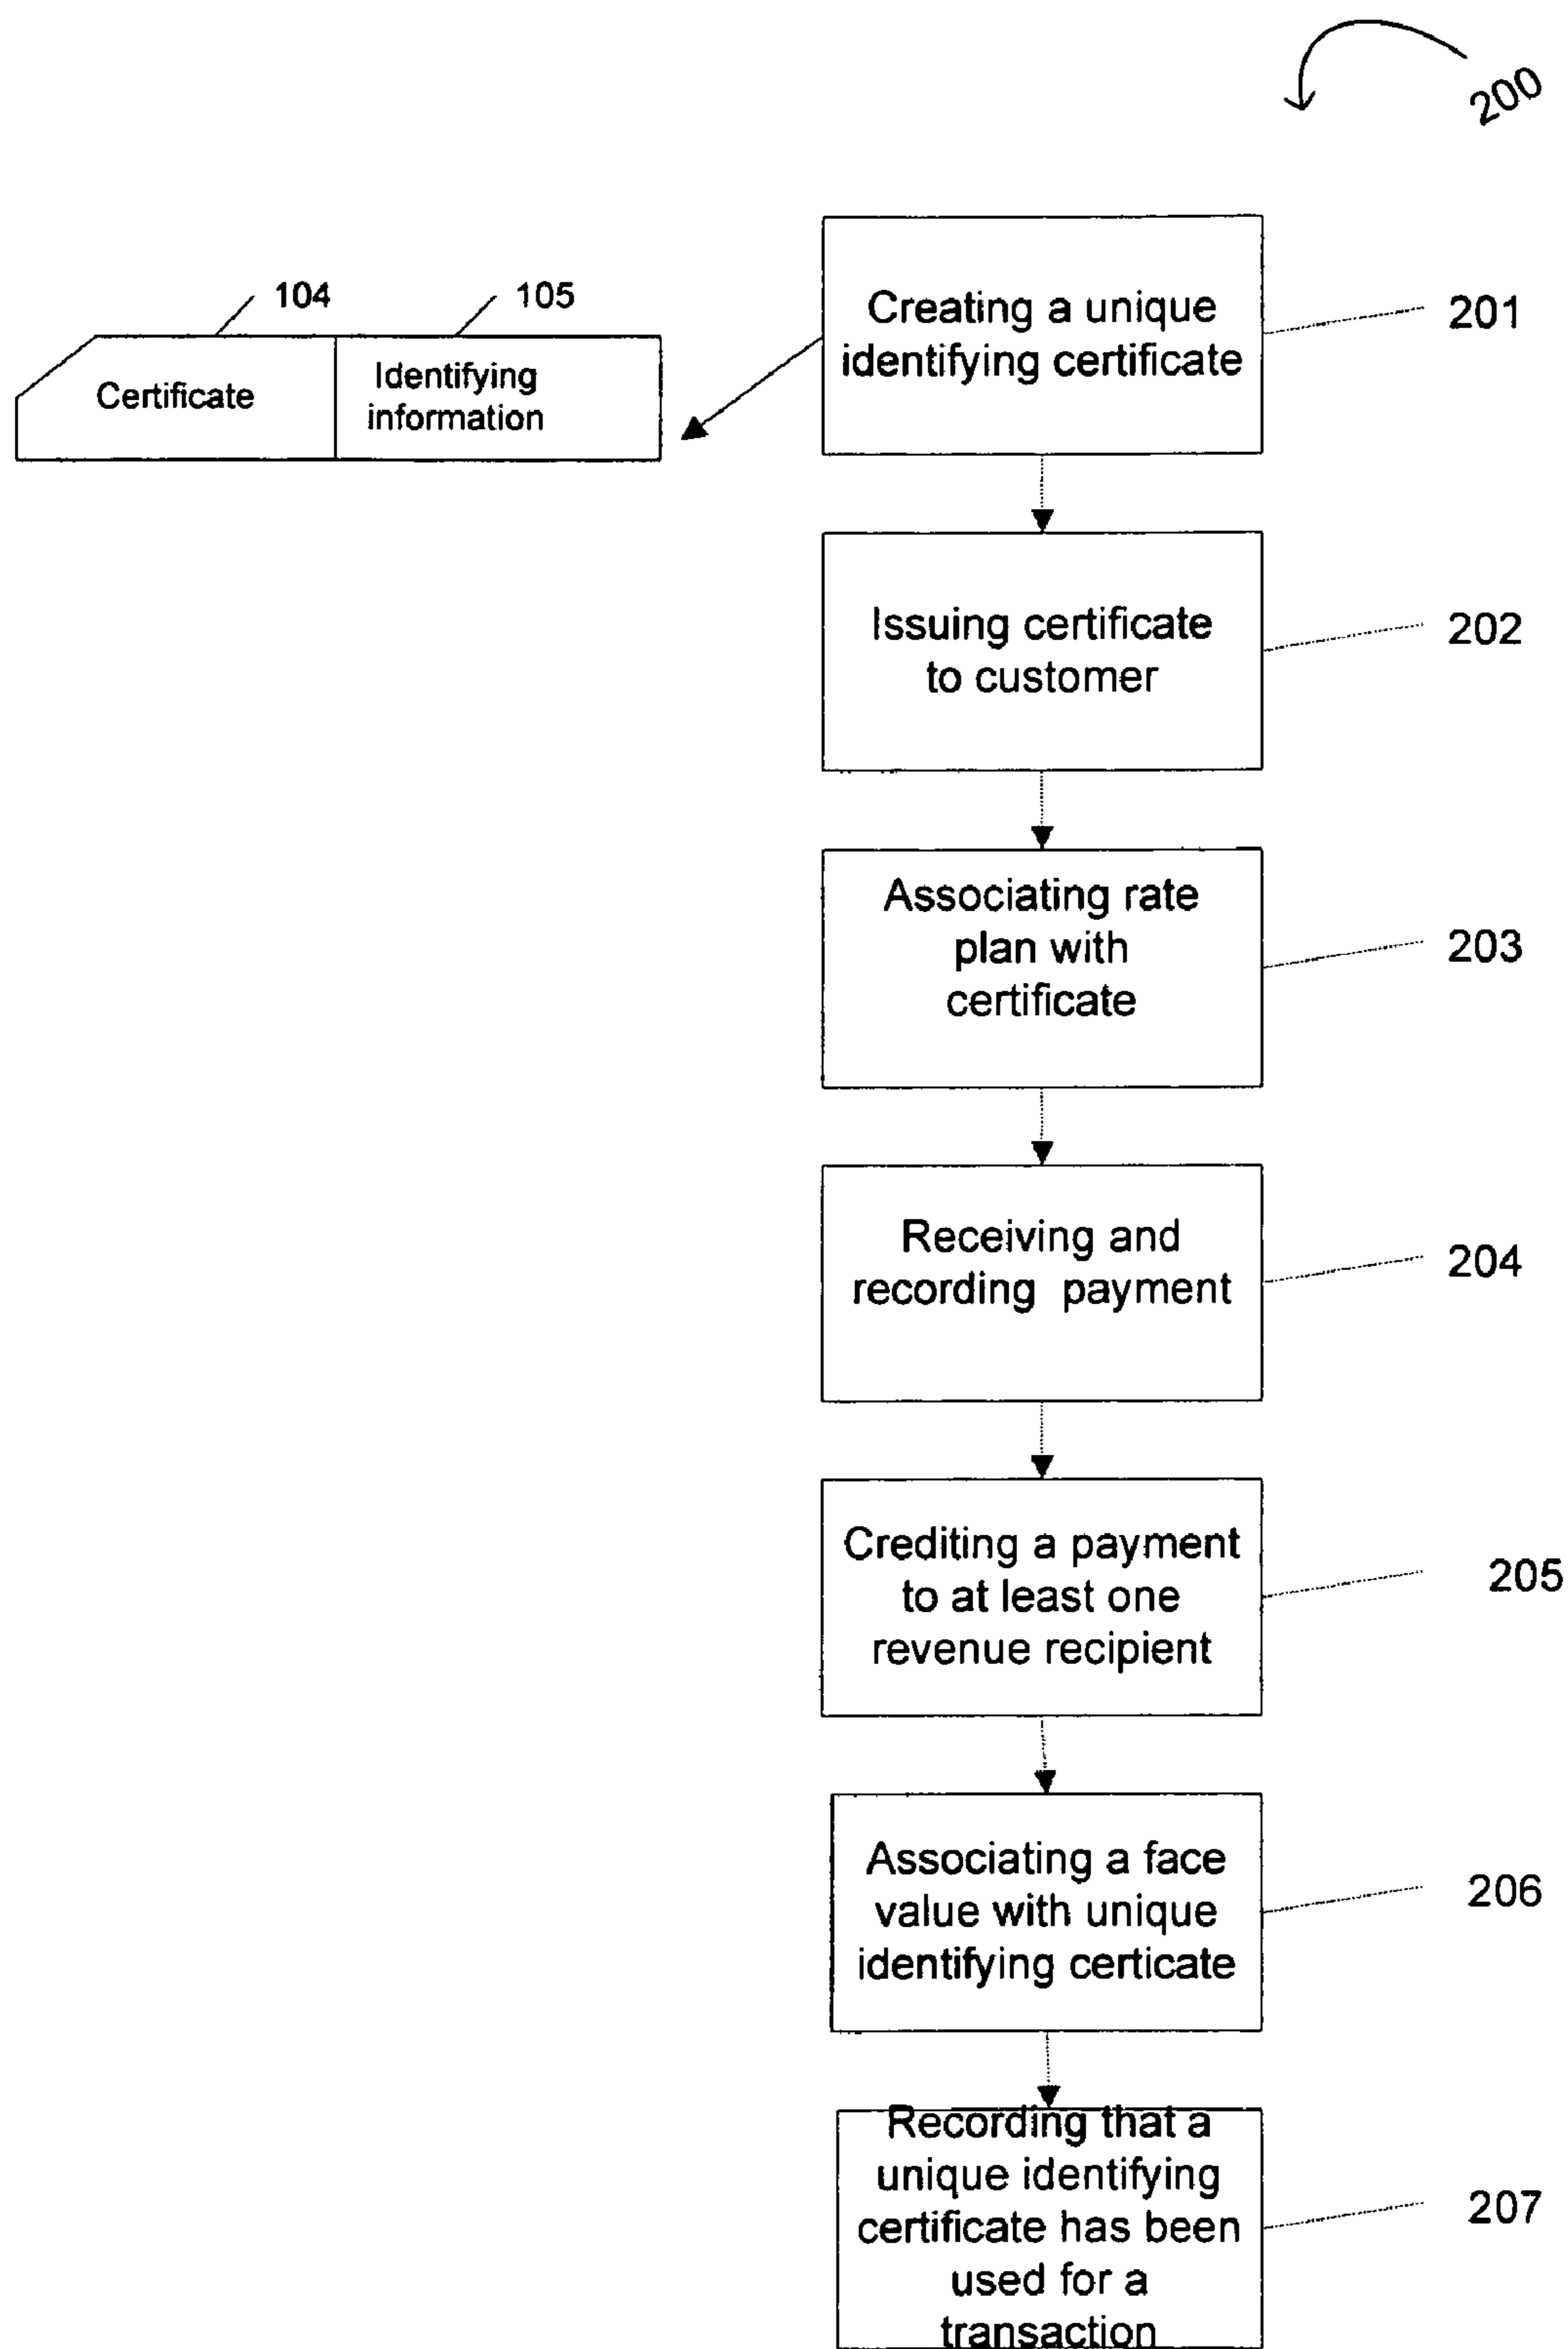 200
104
105
Certificate
Identifying
information
Creating a unique
identifying certificate
201
Issuing certificate
to customer
202
Associating rate
plan with
certificate
203
Receiving and
recording payment
204
Crediting a payment
to at least one
revenue recipient
205
Associating a face
value with unique
identifying certicate
206
Recording that a
unique identifying
certificate has been
used for a
transaction
207